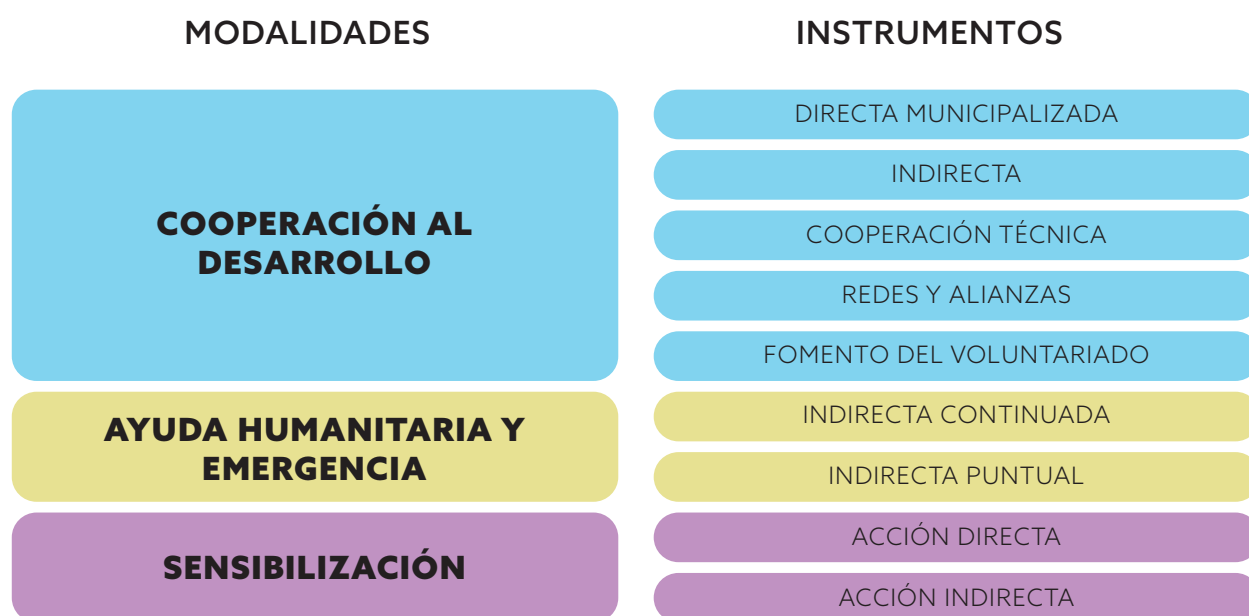 MODALIDADES
INSTRUMENTOS
COOPERACIÓN AL
DESARROLLO
DIRECTA MUNICIPALIZADA
INDIRECTA
COOPERACIÓN TÉCNICA
REDES Y ALIANZAS
FOMENTO DEL VOLUNTARIADO
AYUDA HUMANITARIA Y
EMERGENCIA
INDIRECTA CONTINUADA
INDIRECTA PUNTUAL
SENSIBILIZACIÓN
ACCIÓN DIRECTA
ACCIÓN INDIRECTA